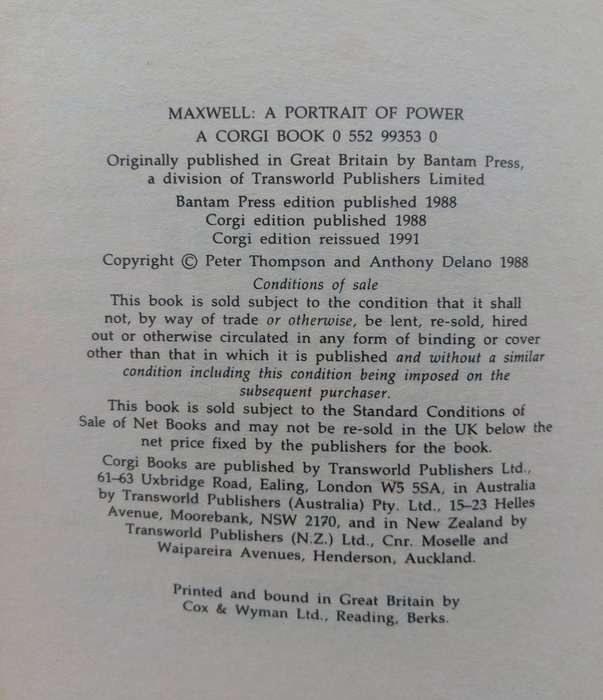 MAXWELL: A PORTRAIT OF POWER
A CORGI BOOK 0 552 99353 0
Originally published in Great Britain by Bantam Press,
a division of Transworld Publishers Limited
Bantam Press edition published 1988
Corgi edition published 1988
Corgi edition reissued 1991
Copyright © Peter Thompson and Anthony Delano 1988
Conditions of sale
This book is sold subject to the condition that it shall
not, by way of trade or otherwise, be lent, re-sold, hired
out or otherwise circulated in any form of binding or cover
other than that in which it is published and without a similar
condition including this condition being imposed on the
subsequent purchaser.
This book is sold subject to the Standard Conditions of
Sale of Net Books and may not be re-sold in the UK below the
net price fixed by the publishers for the book.
Corgi Books are published by Transworld Publishers Ltd.,
61–63 Uxbridge Road, Ealing, London W5 5SA, in Australia
by Transworld Publishers (Australia) Pty. Ltd., 15–23 Helles
Avenue, Moorebank, NSW 2170, and in New Zealand by
Transworld Publishers (N.Z.) Ltd., Cnr. Moselle and
Waipareira Avenues, Henderson, Auckland.
Printed and bound in Great Britain by
Cox & Wyman Ltd., Reading, Berks.